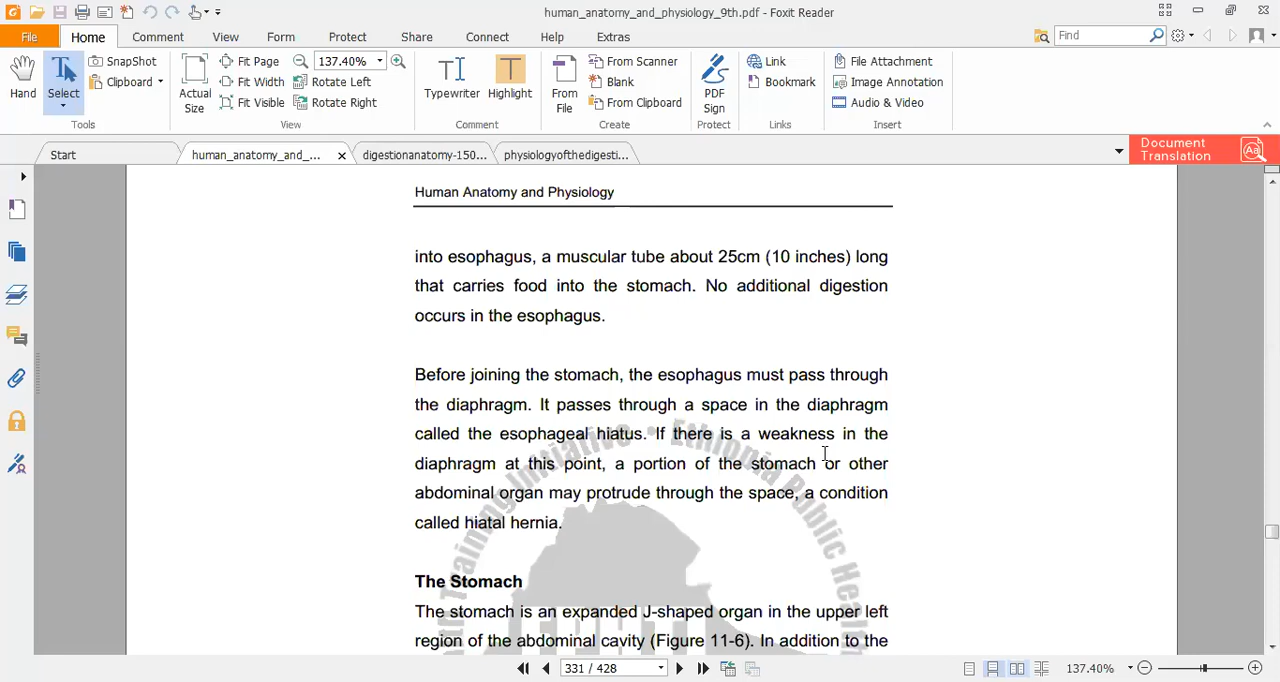 human_anatomy_and_physiology_9th.pdf - Foxit Reader
File Home Comment View Form Protect Share Connect Help Extras Find
Hand Select SnapShot Clipboard Tools
Actual Size Fit Page Fit Width Fit Visible 137.40% Rotate Left Rotate Right View
Typewriter Highlight Comment
From File From Scanner Blank From Clipboard Create
PDF Sign Protect
Link Bookmark Links
File Attachment Image Annotation Audio & Video Insert
Start human_anatomy_and_... digestionanatomy-150... physiologyofthedigesti...
Document Translation
Human Anatomy and Physiology
into esophagus, a muscular tube about 25cm (10 inches) long
that carries food into the stomach. No additional digestion
occurs in the esophagus.
Before joining the stomach, the esophagus must pass through
the diaphragm. It passes through a space in the diaphragm
called the esophageal hiatus. If there is a weakness in the
diaphragm at this point, a portion of the stomach or other
abdominal organ may protrude through the space, a condition
called hiatal hernia.
The Stomach
The stomach is an expanded J-shaped organ in the upper left
region of the abdominal cavity (Figure 11-6). In addition to the
Training Initiative • Ethiopia Public Health
331 / 428
137.40%